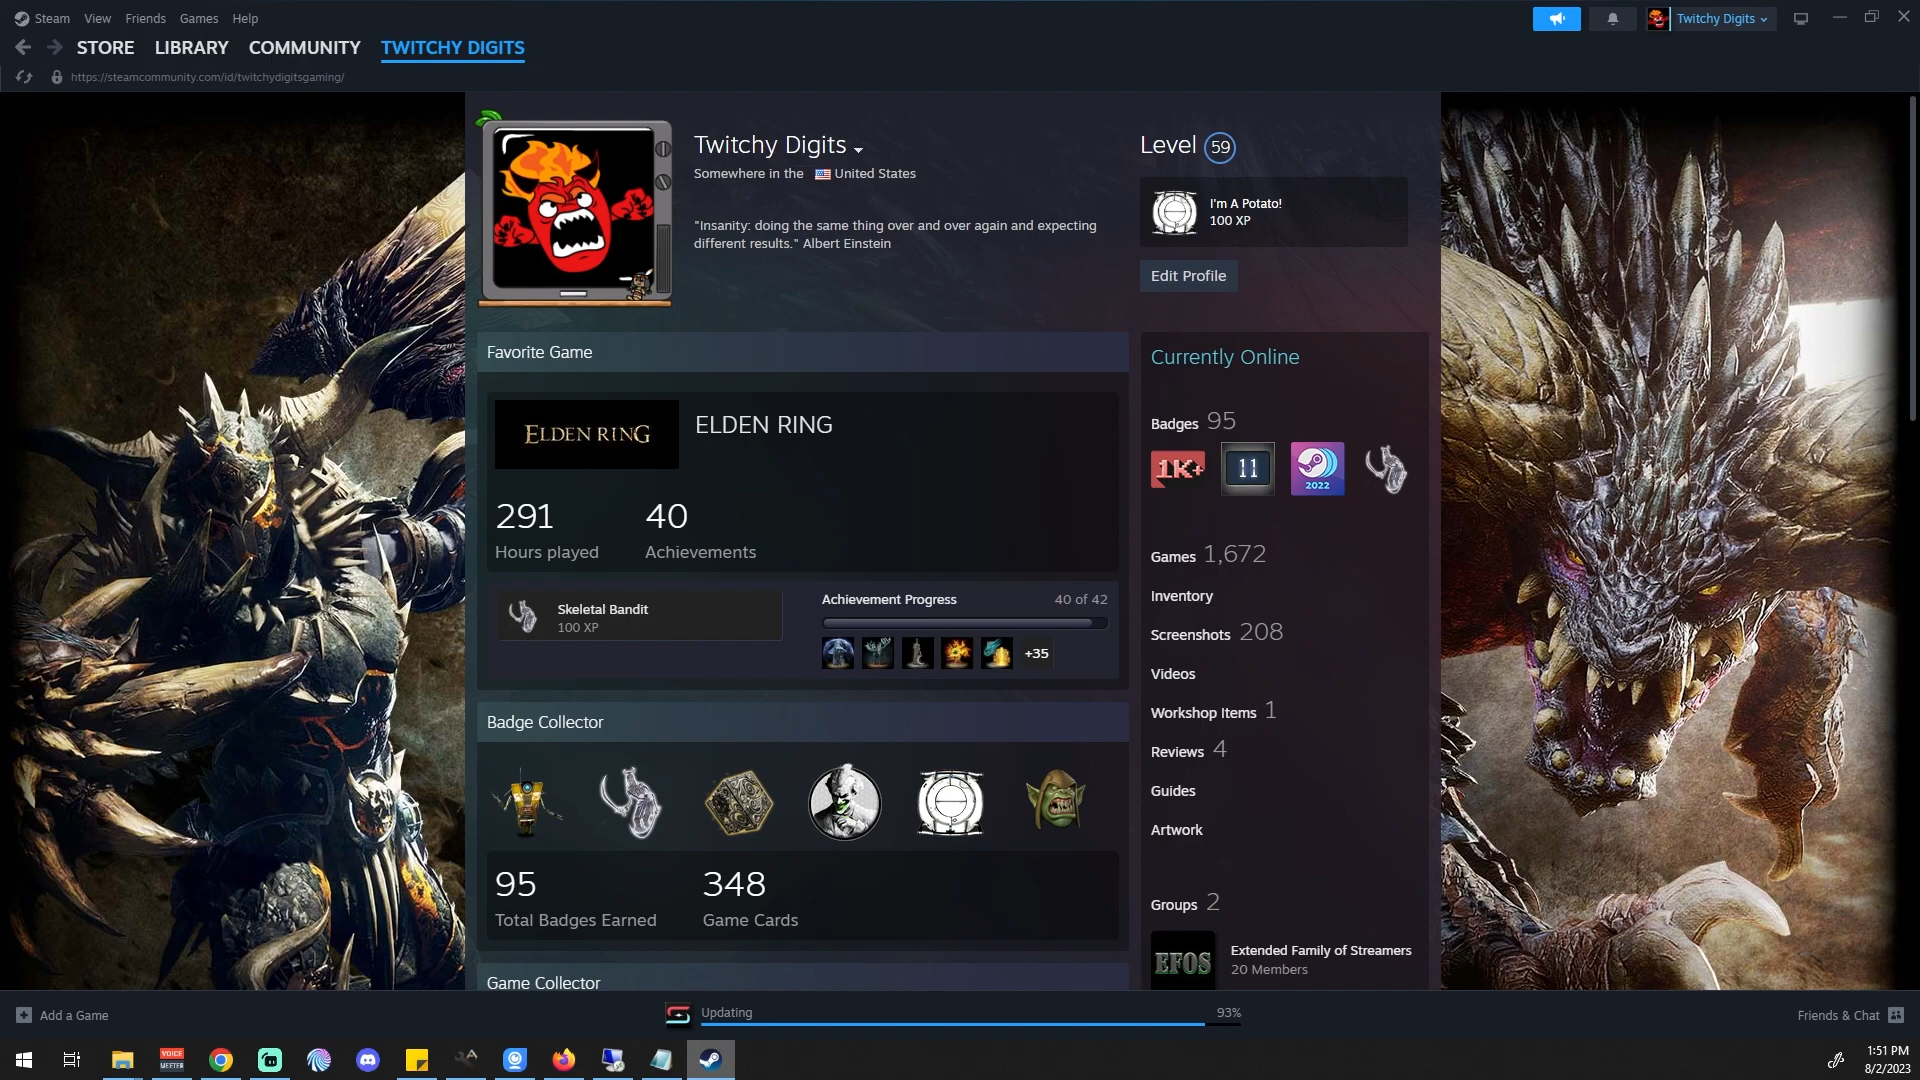 Steam View Friends Games Help
Twitchy Digits
STORE LIBRARY COMMUNITY TWITCHY DIGITS
https://steamcommunity.com/id/twitchydigitsgaming/
Twitchy Digits
Somewhere in the United States
"Insanity: doing the same thing over and over again and expecting
different results." Albert Einstein
Level 59
I'm A Potato!
100 XP
Edit Profile
Favorite Game
ELDEN RING
ELDEN RING
291
Hours played
40
Achievements
Skeletal Bandit
100 XP
Achievement Progress 40 of 42
+35
Badge Collector
95
Total Badges Earned
348
Game Cards
Game Collector
Currently Online
Badges 95
1K+
11
2022
Games 1,672
Inventory
Screenshots 208
Videos
Workshop Items 1
Reviews 4
Guides
Artwork
Groups 2
EFOS
Extended Family of Streamers
20 Members
Add a Game
Updating 93%
Friends & Chat
VOICE
MEETER
1:51 PM
8/2/2023